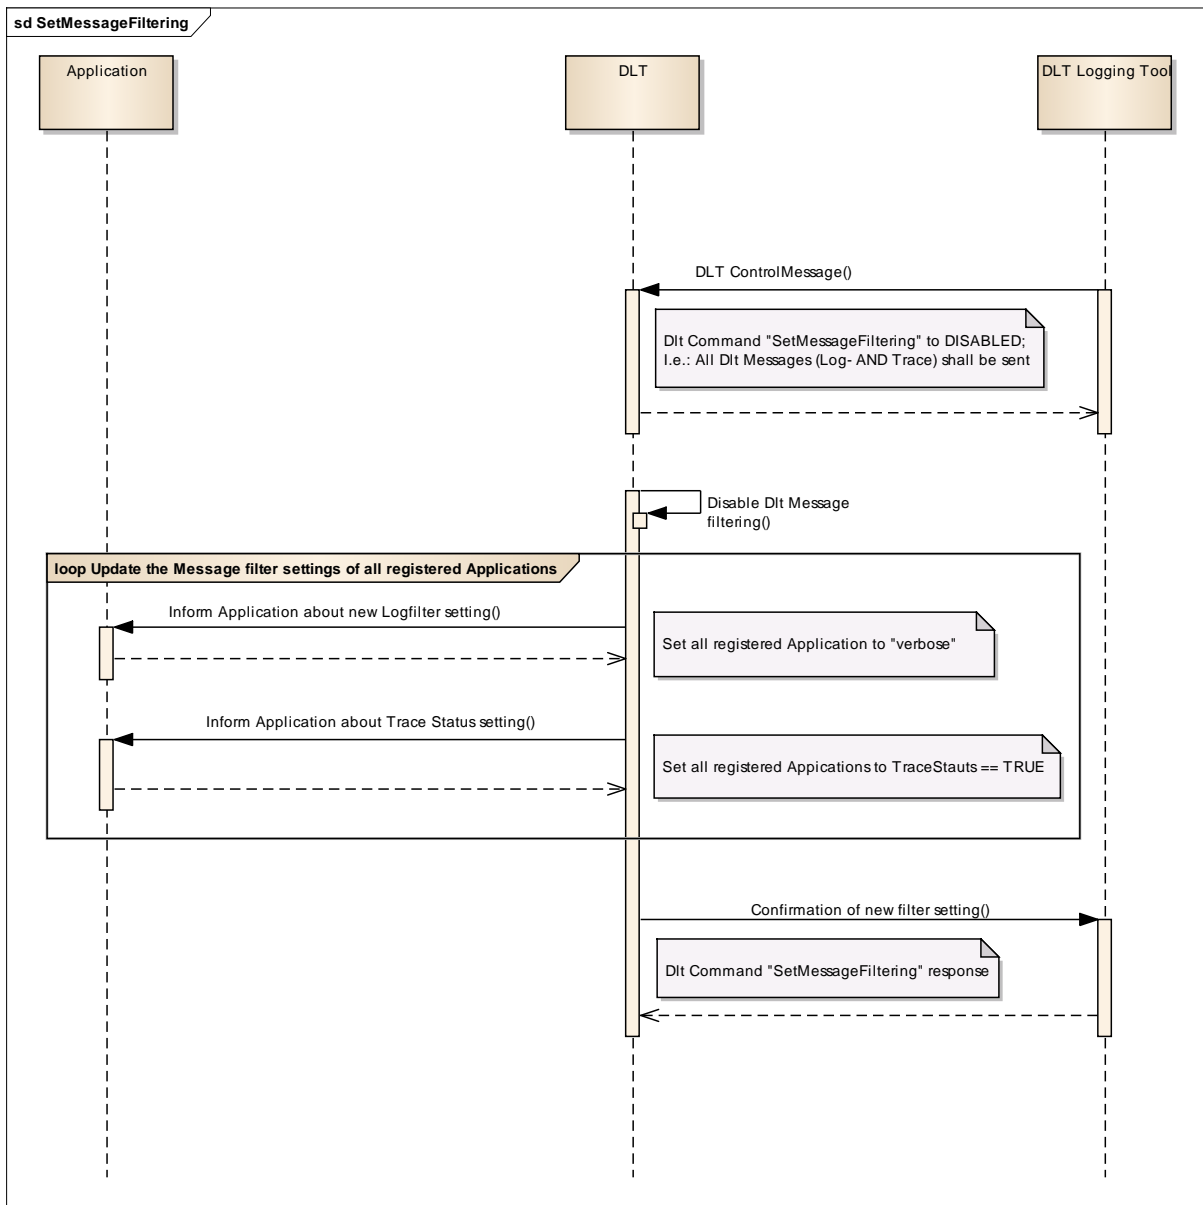 sd SetMessageFiltering
Application
DLT
DLT Logging Tool
DLT ControlMessage()
Dlt Command "SetMessageFiltering" to DISABLED;
I.e.: All Dlt Messages (Log- AND Trace) shall be sent
Disable Dlt Message
filtering()
loop Update the Message filter settings of all registered Applications
Inform Application about new Logfilter setting()
Set all registered Application to "verbose"
Inform Application about Trace Status setting()
Set all registered Appications to TraceStauts == TRUE
Confirmation of new filter setting()
Dlt Command "SetMessageFiltering" response